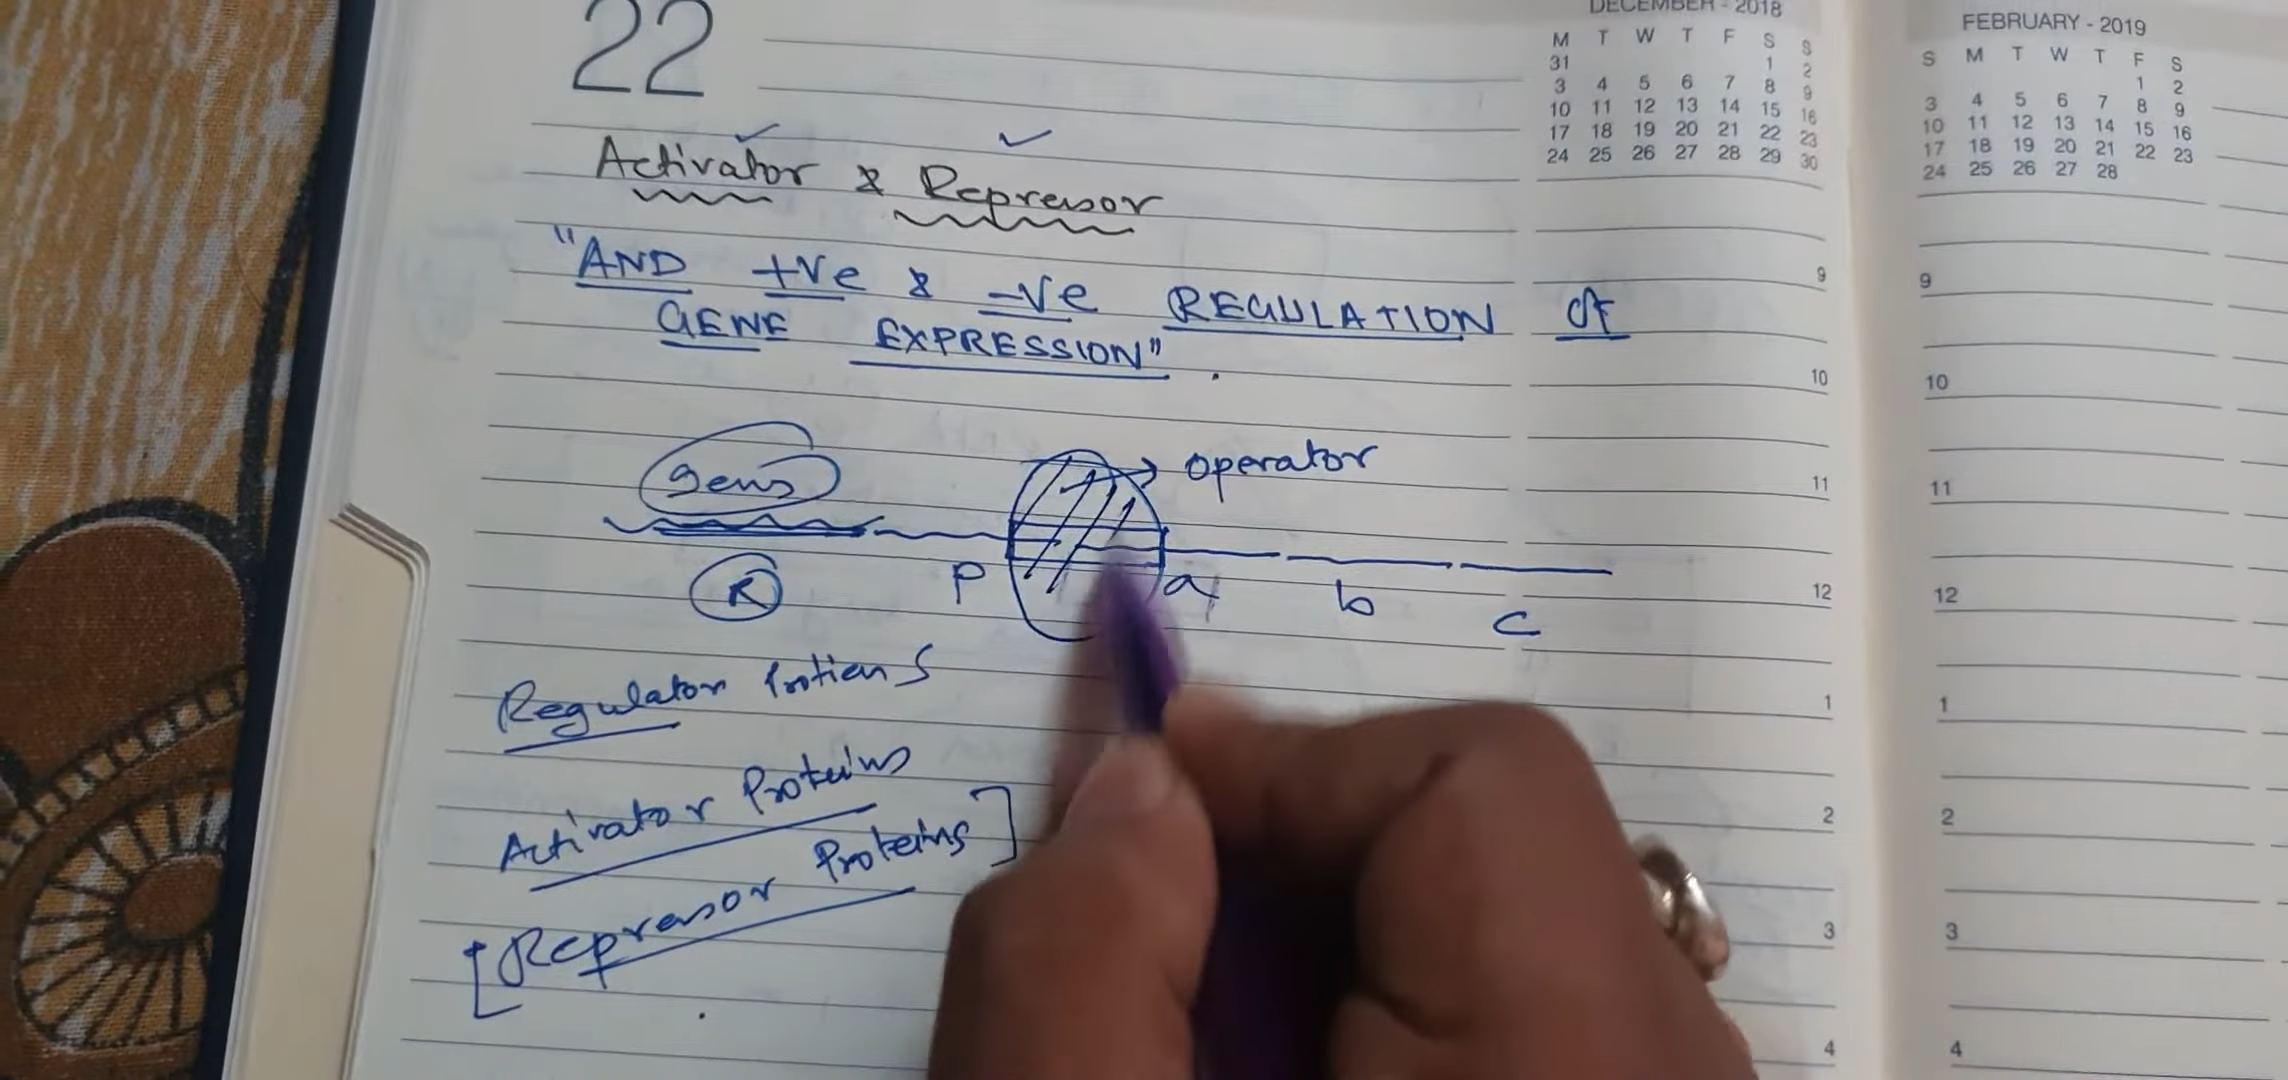 22
DECEMBER - 2018
M T W T F S S
31 1 2
3 4 5 6 7 8 9
10 11 12 13 14 15 16
17 18 19 20 21 22 23
24 25 26 27 28 29 30
Activator & Represor
"AND +ve & -ve REGULATION OF
GENE EXPRESSION".
operator
R P a b c
Regulator Protien S
Activator Proteins
[Represor Proteins]
9
10
11
12
1
2
3
4
FEBRUARY - 2019
S M T W T F S
1 2
3 4 5 6 7 8 9
10 11 12 13 14 15 16
17 18 19 20 21 22 23
24 25 26 27 28
9
10
11
12
1
2
3
4